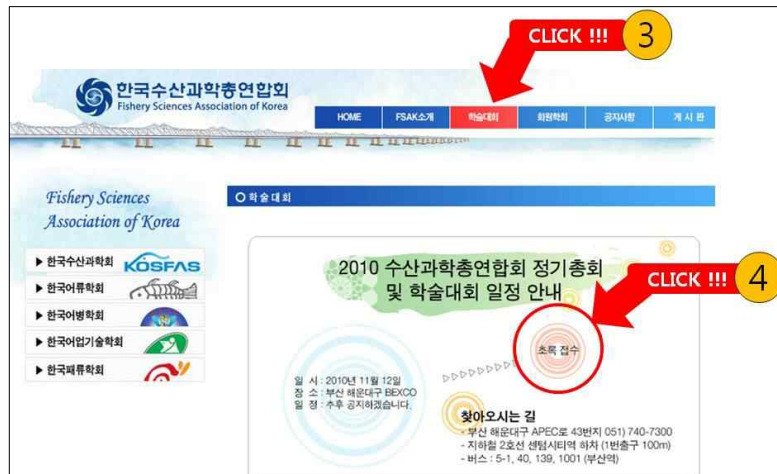 CLICK !!! 3
한국수산과학총연합회
Fishery Sciences Association of Korea
HOME FSAK소개 학술대회 회원학회 공지사항 게 시 판
Fishery Sciences
Association of Korea
▶ 한국수산과학회 KOSFAS
▶ 한국어류학회
▶ 한국어병학회
▶ 한국어업기술학회
▶ 한국패류학회
학 술 대 회
2010 수산과학총연합회 정기총회
및 학술대회 일정 안내
CLICK !!! 4
초록 접수
일 시 : 2010년 11월 12일
장 소 : 부산 해운대구 BEXCO
일 정 : 추후 공지하겠습니다.
찾아오시는 길
- 부산 해운대구 APEC로 43번지 051) 740-7300
- 지하철 2호선 센텀시티역 하차 (1번출구 100m)
- 버스 : 5-1, 40, 139, 1001 (부산역)